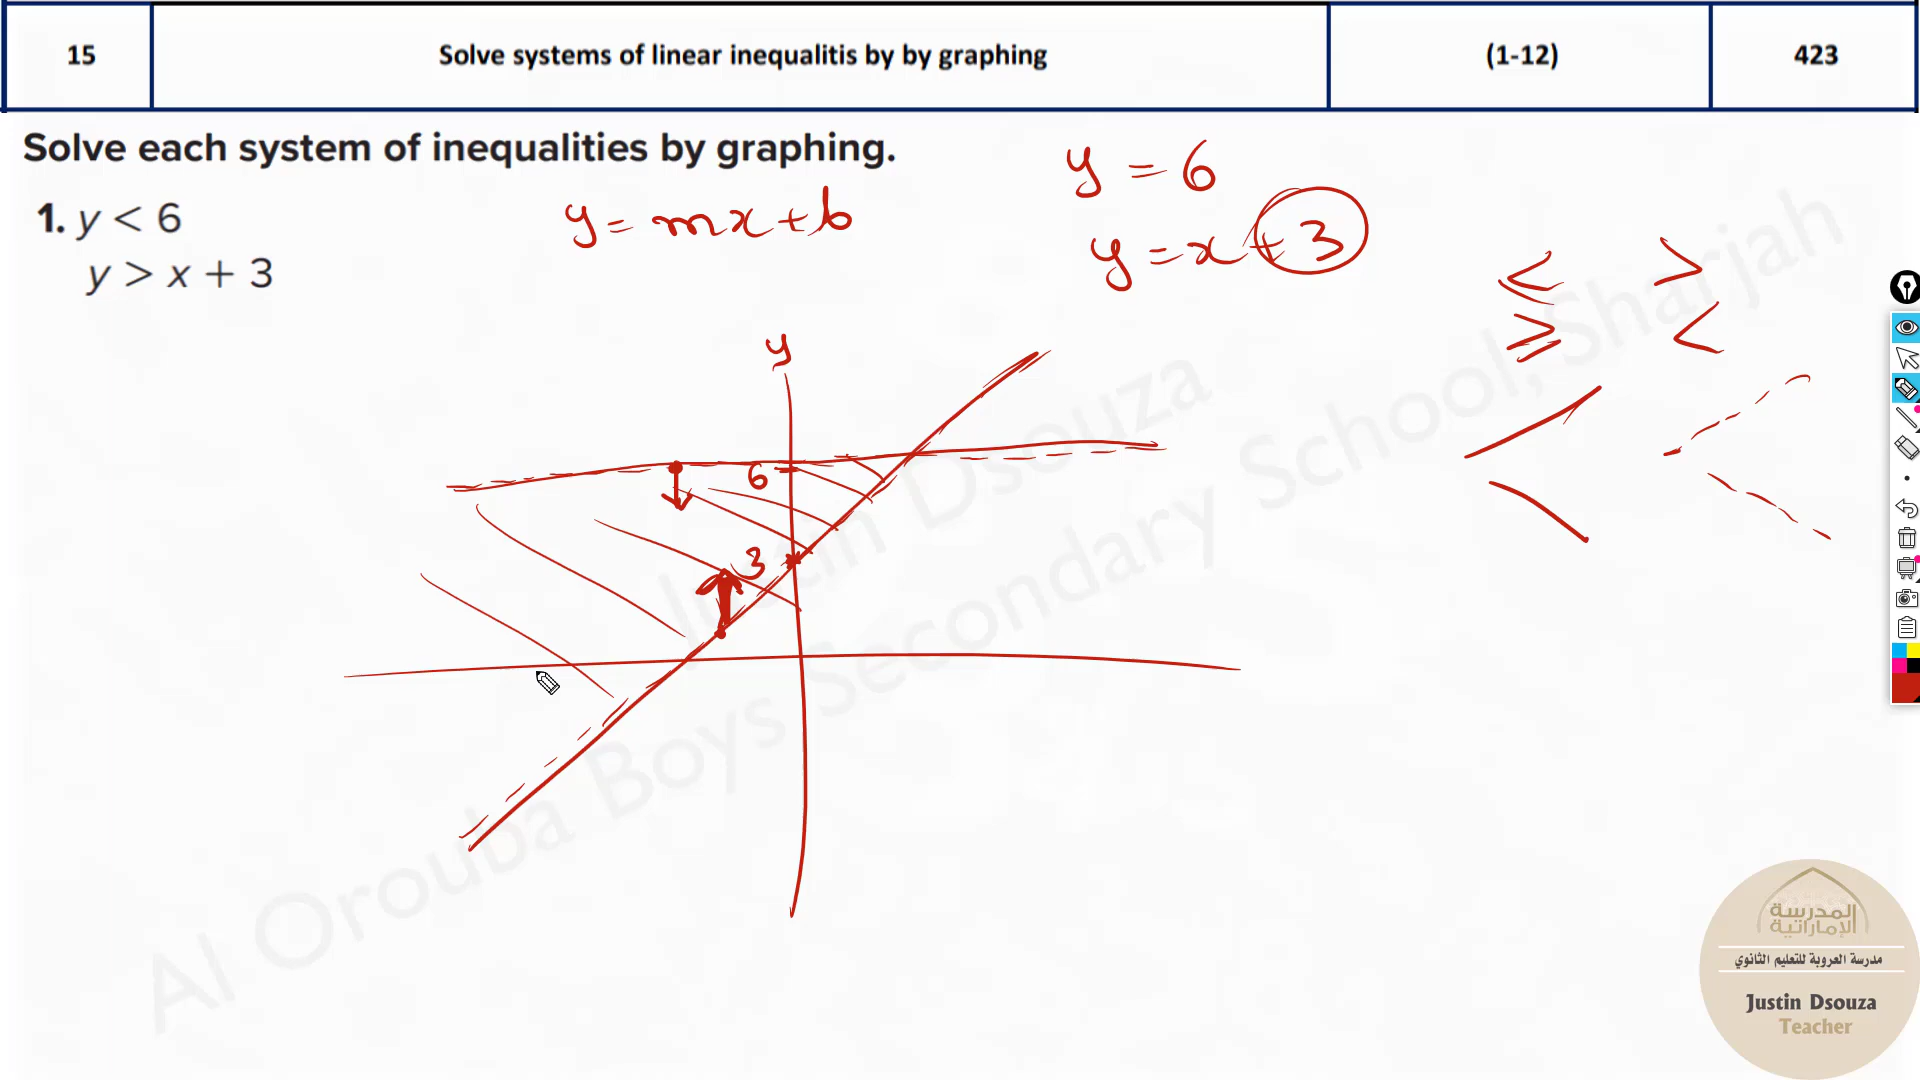 15 Solve systems of linear inequalitis by by graphing (1-12) 423
Solve each system of inequalities by graphing.
1. y < 6
y > x + 3
y = mx + b
y = 6
y = x + 3
≤ >
≥ <
y
6
3
Al Orouba Boys Secondary School, Sharjah
Justin Dsouza
المدرسة
الإماراتية
مدرسة العروبة للتعليم الثانوي
Justin Dsouza
Teacher